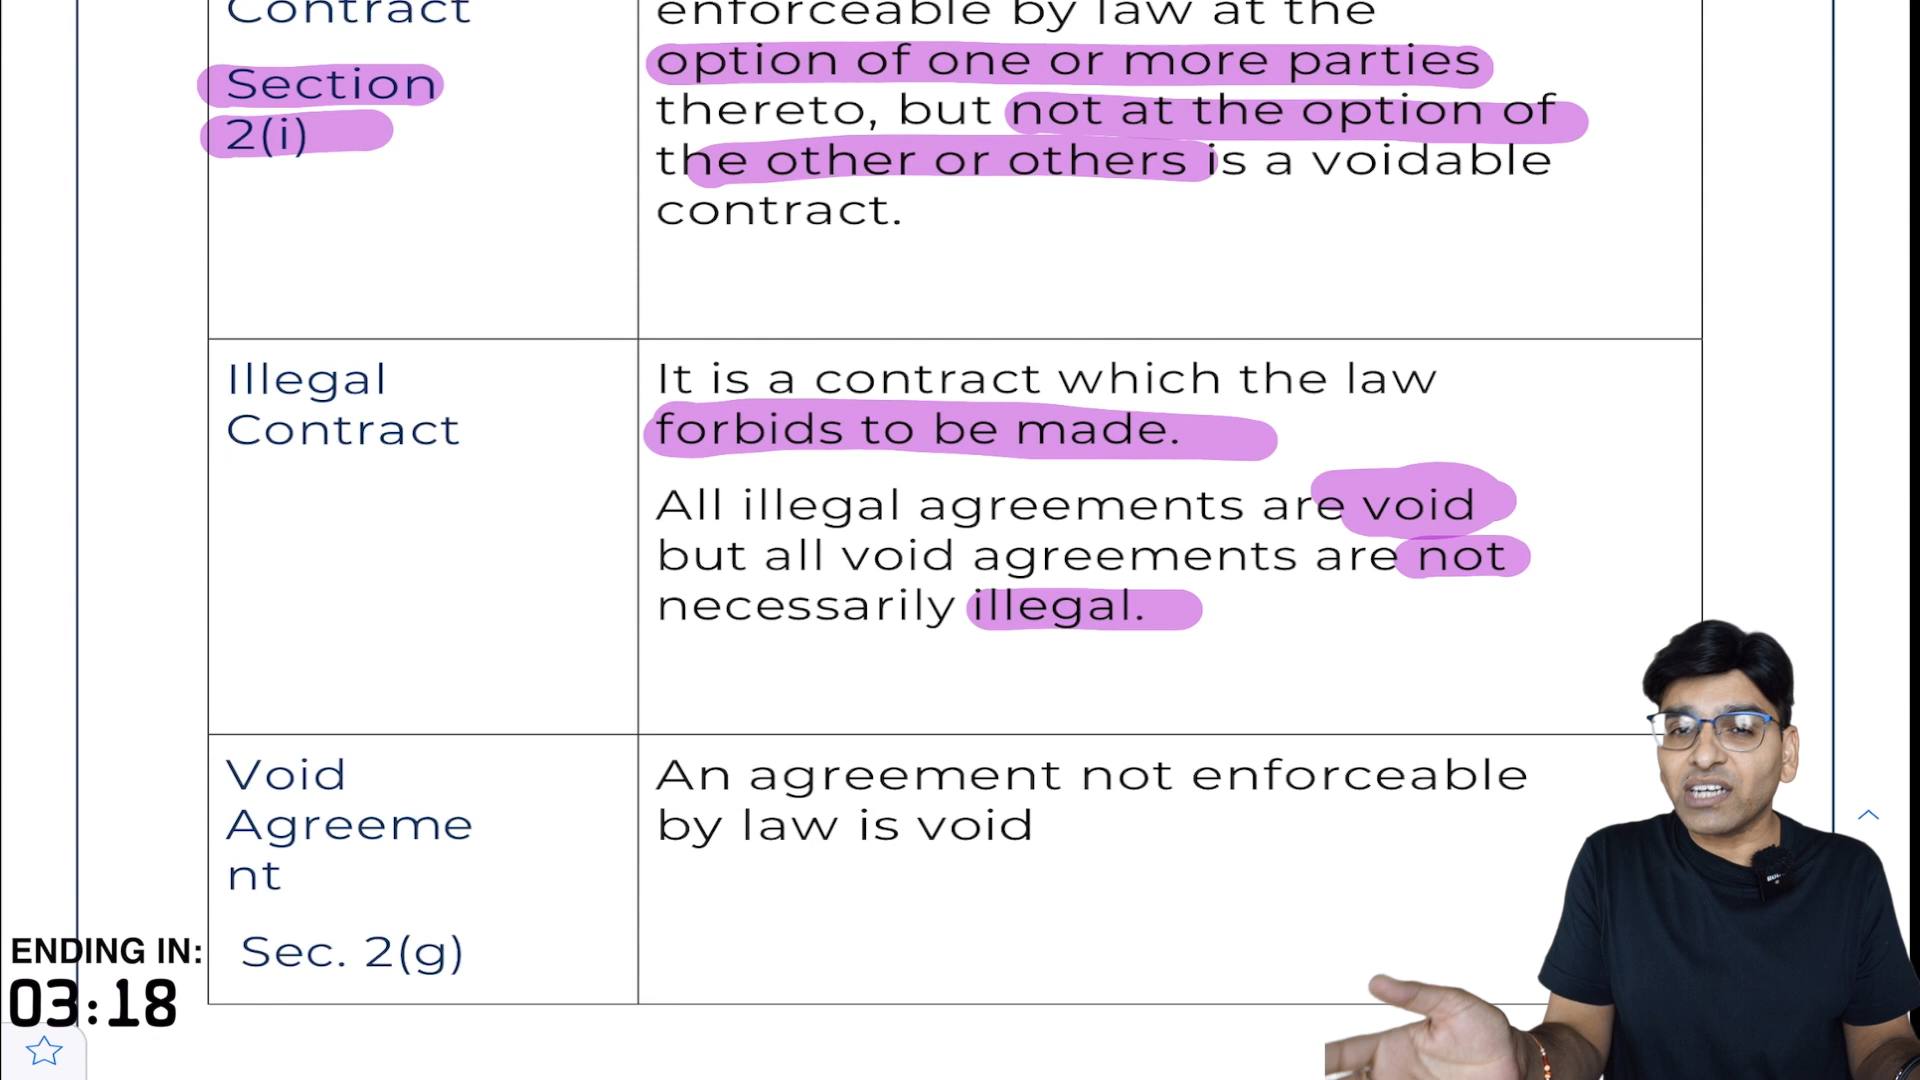 Contract
enforceable by law at the
Section
option of one or more parties
2(i)
thereto, but not at the option of
the other or others is a voidable
contract.
Illegal
Contract
It is a contract which the law
forbids to be made.
All illegal agreements are void
but all void agreements are not
necessarily illegal.
Void
Agreeme
nt
Sec. 2(g)
An agreement not enforceable
by law is void
ENDING IN:
03:18